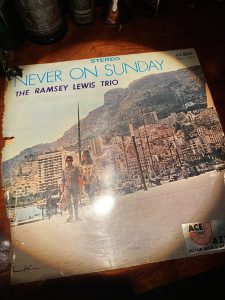 STEREO
NEVER ON SUNDAY
THE RAMSEY LEWIS TRIO
ACE